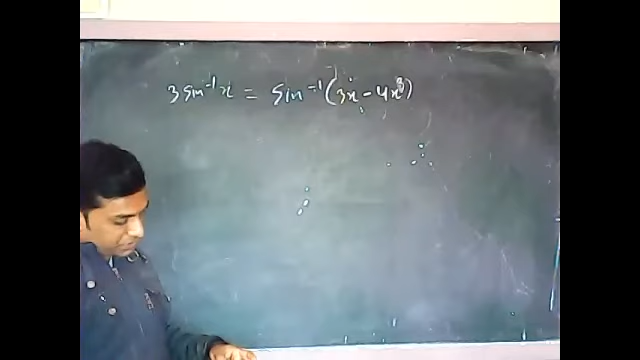 3 sin⁻¹x = sin⁻¹(3x − 4x³)